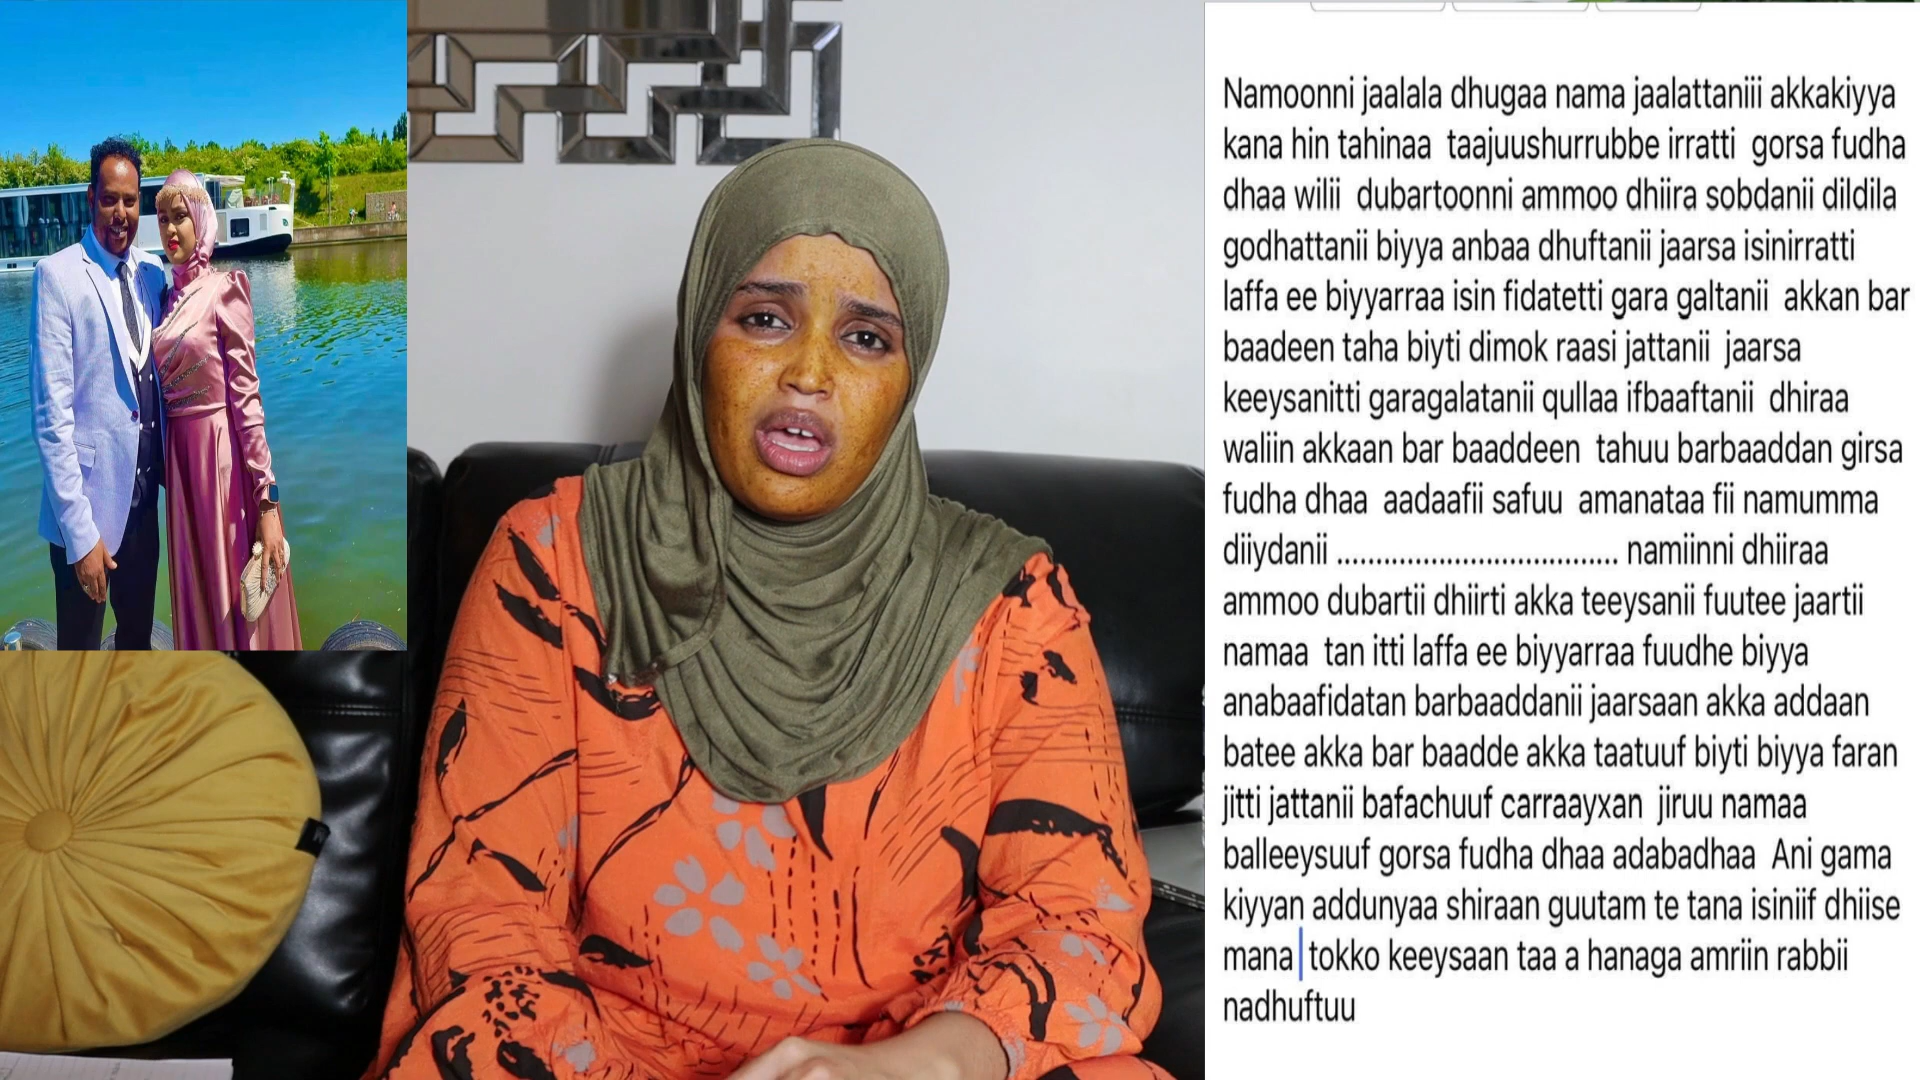 Namoonni jaalala dhugaa nama jaalattaniii akkakiyya
kana hin tahinaa taajuushurrubbe irratti gorsa fudha
dhaa wilii dubartoonni ammoo dhiira sobdanii dildila
godhattanii biyya anbaa dhuftanii jaarsa isinirratti
laffa ee biyyarraa isin fidatetti gara galtanii akkan bar
baadeen taha biyti dimok raasi jattanii jaarsa
keeysanitti garagalatanii qullaa ifbaaftanii dhiraa
waliin akkaan bar baaddeen tahuu barbaaddan girsa
fudha dhaa aadaafii safuu amanataa fii namumma
diiydanii .................................... namiinni dhiiraa
ammoo dubartii dhiirti akka teeysanii fuutee jaartii
namaa tan itti laffa ee biyyarraa fuudhe biyya
anabaafidatan barbaaddanii jaarsaan akka addaan
batee akka bar baadde akka taatuuf biyti biyya faran
jitti jattanii bafachuuf carraayxan jiruu namaa
balleeysuuf gorsa fudha dhaa adabadhaa Ani gama
kiyyan addunyaa shiraan guutam te tana isiniif dhiise
mana tokko keeysaan taa a hanaga amriin rabbii
nadhuftuu